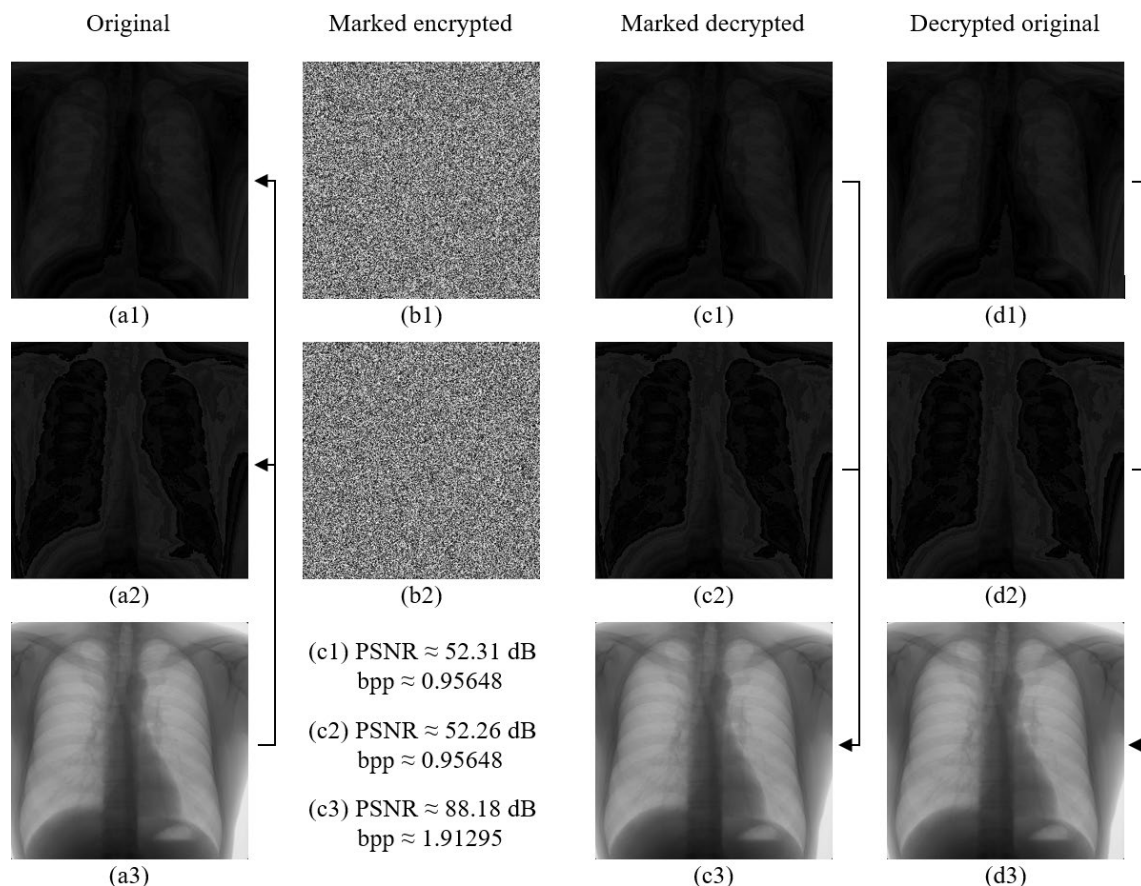 Original Marked encrypted Marked decrypted Decrypted original
(a1) (b1) (c1) (d1)
(a2) (b2) (c2) (d2)
(c1) PSNR ≈ 52.31 dB
bpp ≈ 0.95648
(c2) PSNR ≈ 52.26 dB
bpp ≈ 0.95648
(c3) PSNR ≈ 88.18 dB
bpp ≈ 1.91295
(a3) (c3) (d3)